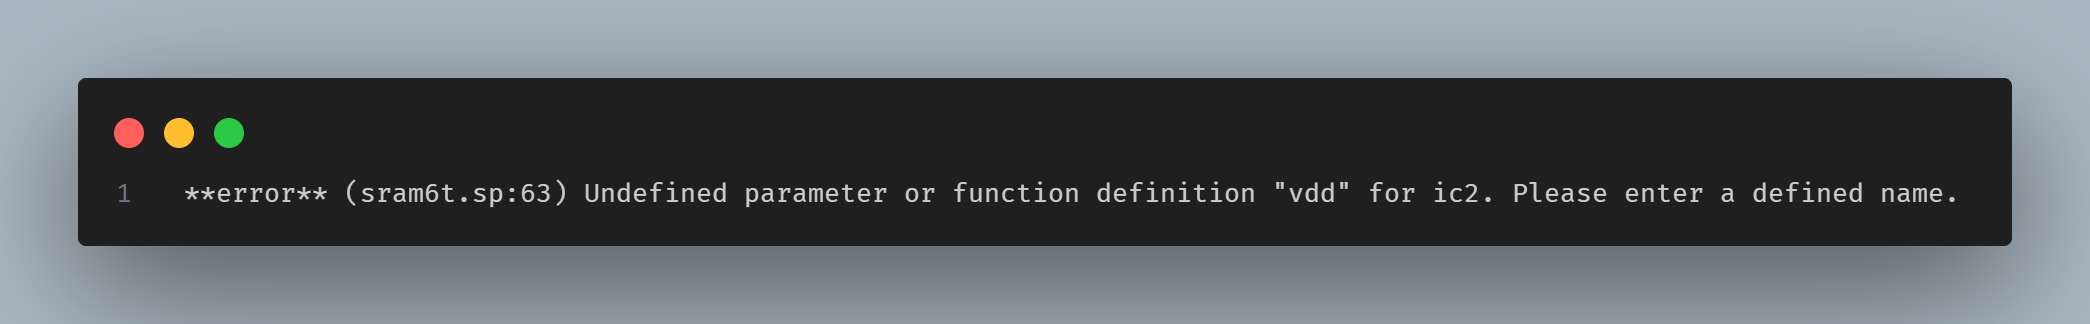 1 **error** (sram6t.sp:63) Undefined parameter or function definition "vdd" for ic2. Please enter a defined name.